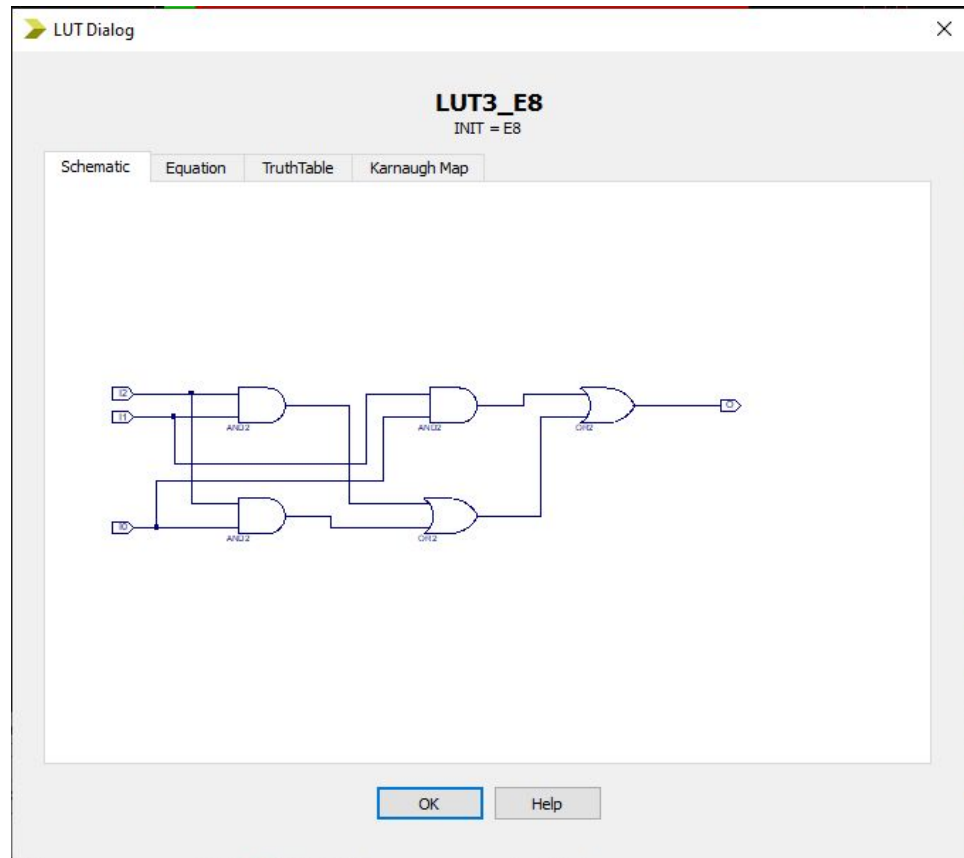 LUT Dialog
LUT3_E8
INIT = E8
Schematic Equation TruthTable Karnaugh Map
I2
I1
AND2 AND2 OR2
O
I0
AND2 OR2
OK Help